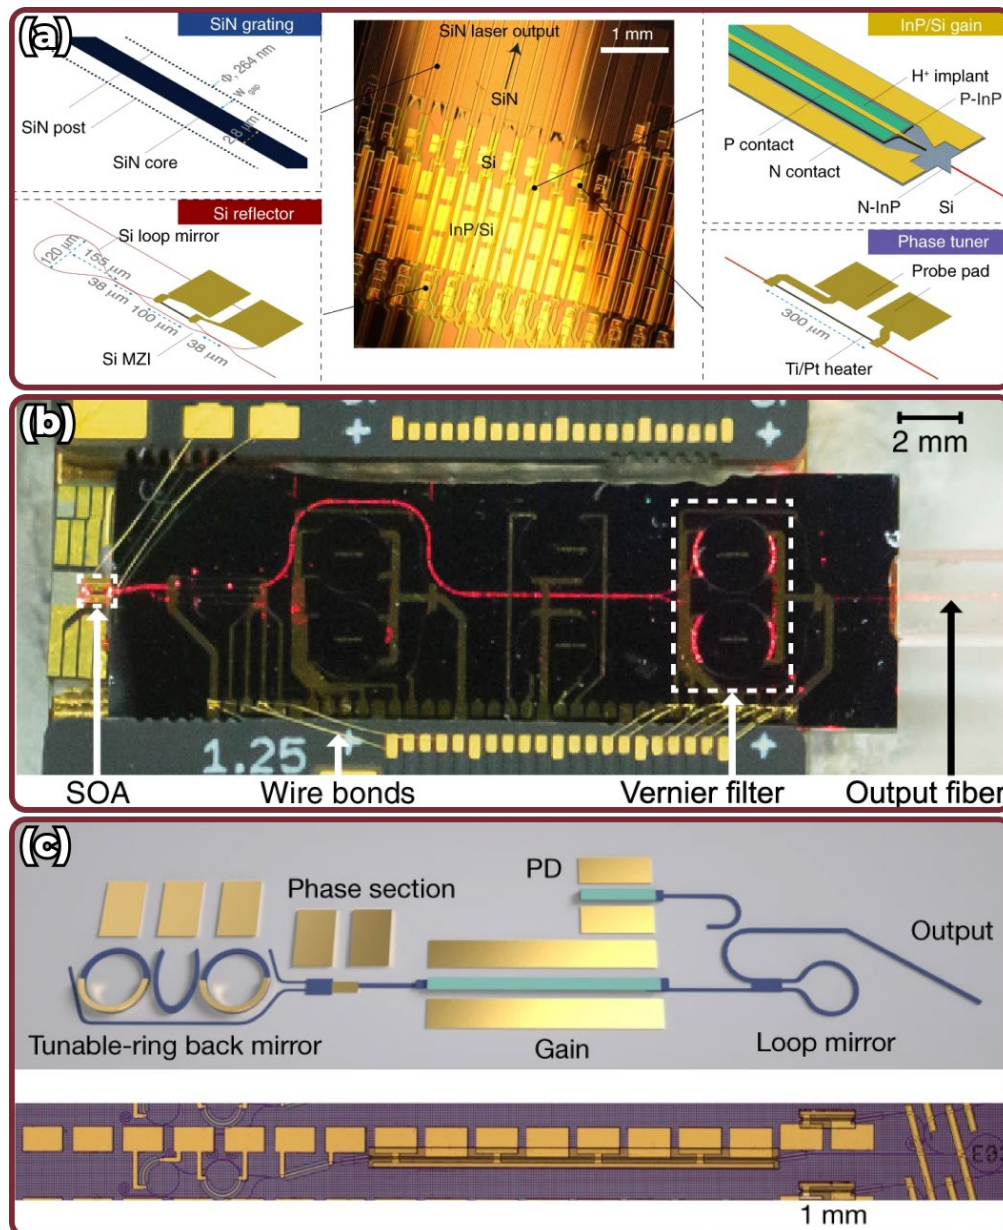 (a)
SiN grating
Φ, 264 nm
W gap
2.8 μm
SiN post
SiN core
SiN laser output
1 mm
SiN
Si
InP/Si
InP/Si gain
H⁺ implant
P-InP
P contact
N contact
N-InP
Si
Si reflector
Si loop mirror
120 μm
155 μm
38 μm
100 μm
38 μm
Si MZI
Phase tuner
Probe pad
300 μm
Ti/Pt heater
(b)
2 mm
1.25
SOA
Wire bonds
Vernier filter
Output fiber
(c)
PD
Phase section
Output
Tunable-ring back mirror
Gain
Loop mirror
1 mm